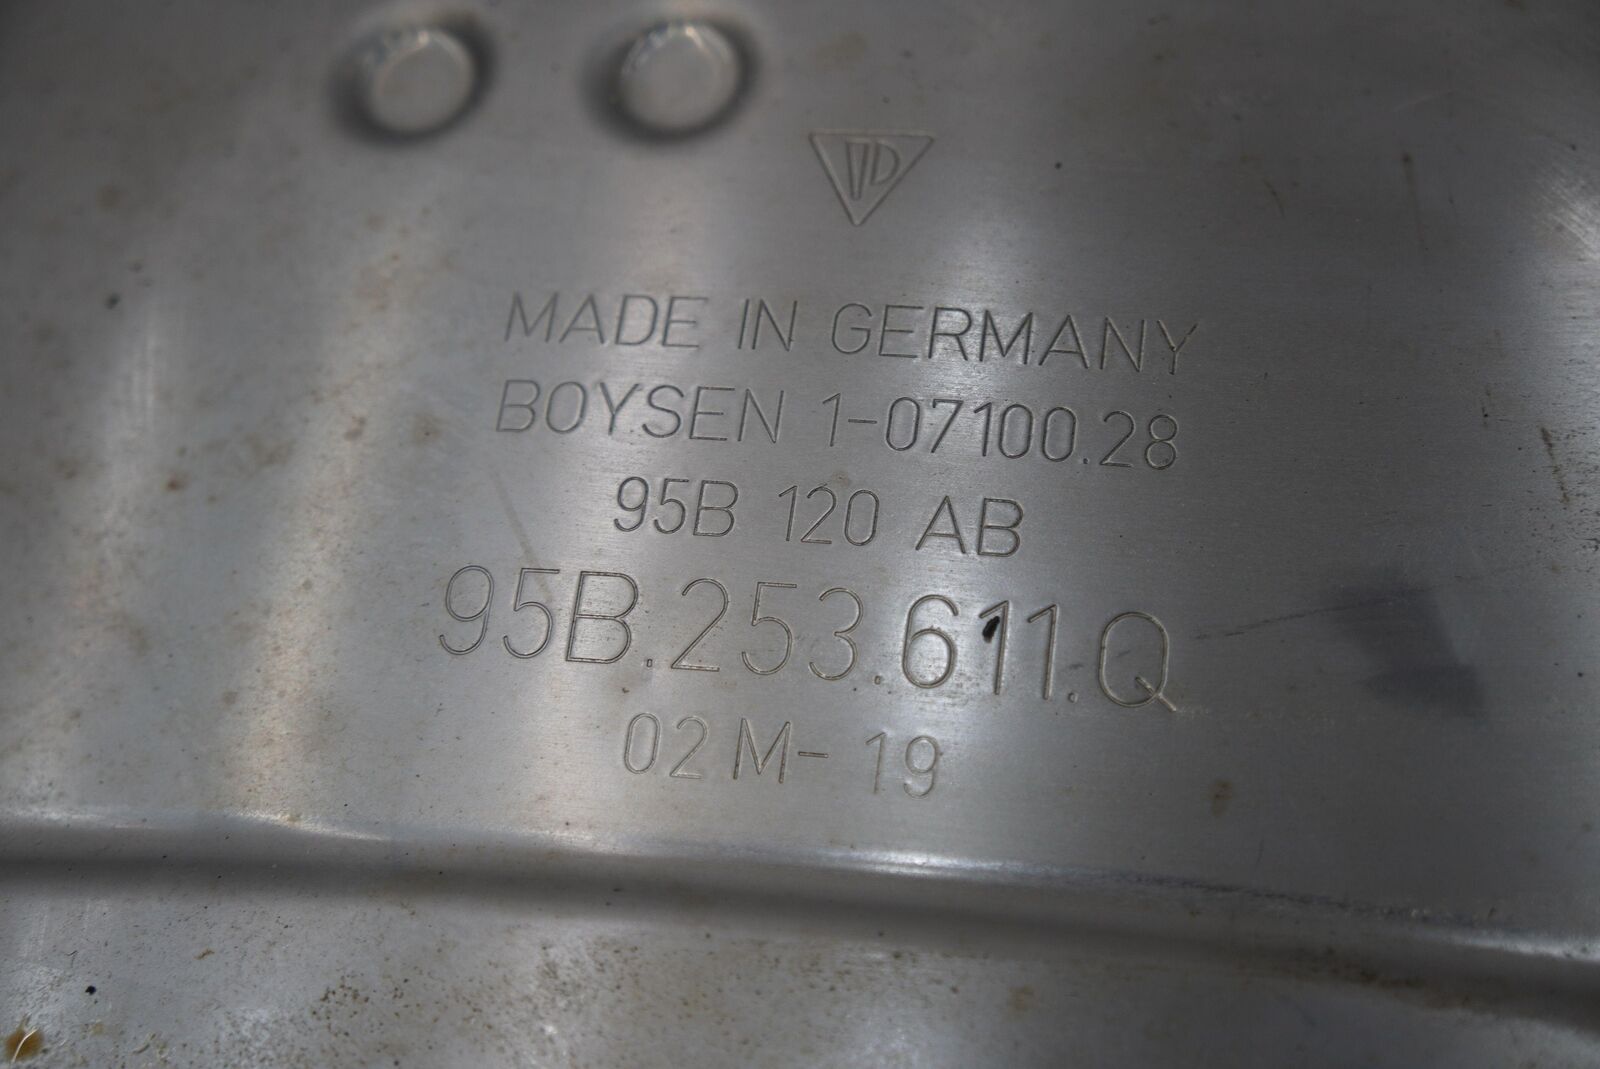 MADE IN GERMANY
BOYSEN 1-07100.28
95B 120 AB
95B.253.611.Q
02 M- 19